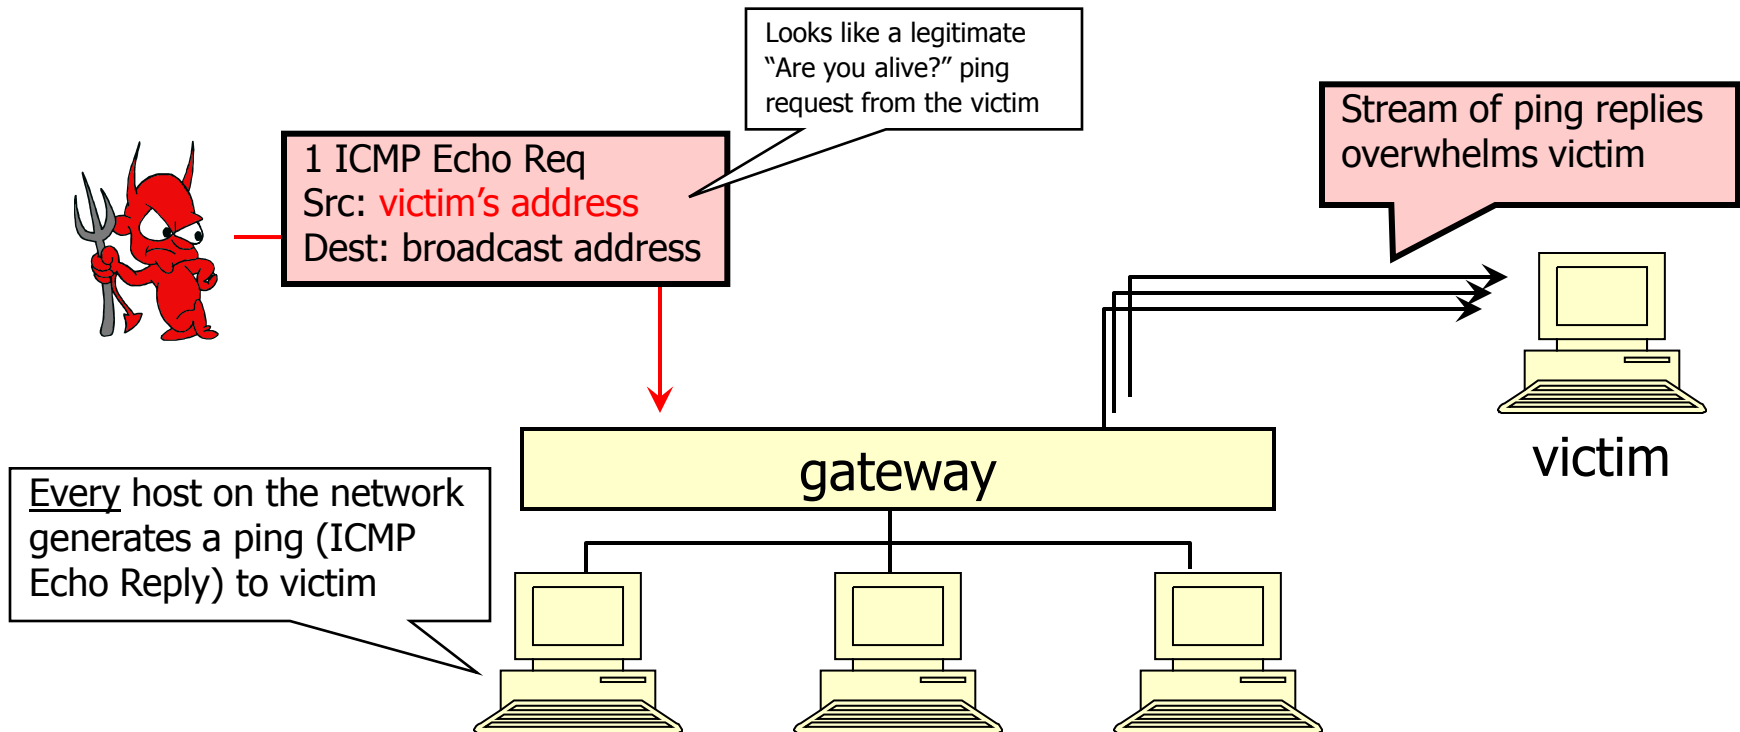 Looks like a legitimate
“Are you alive?” ping
request from the victim
Stream of ping replies
overwhelms victim
1 ICMP Echo Req
Src: victim’s address
Dest: broadcast address
victim
gateway
Every host on the network
generates a ping (ICMP
Echo Reply) to victim